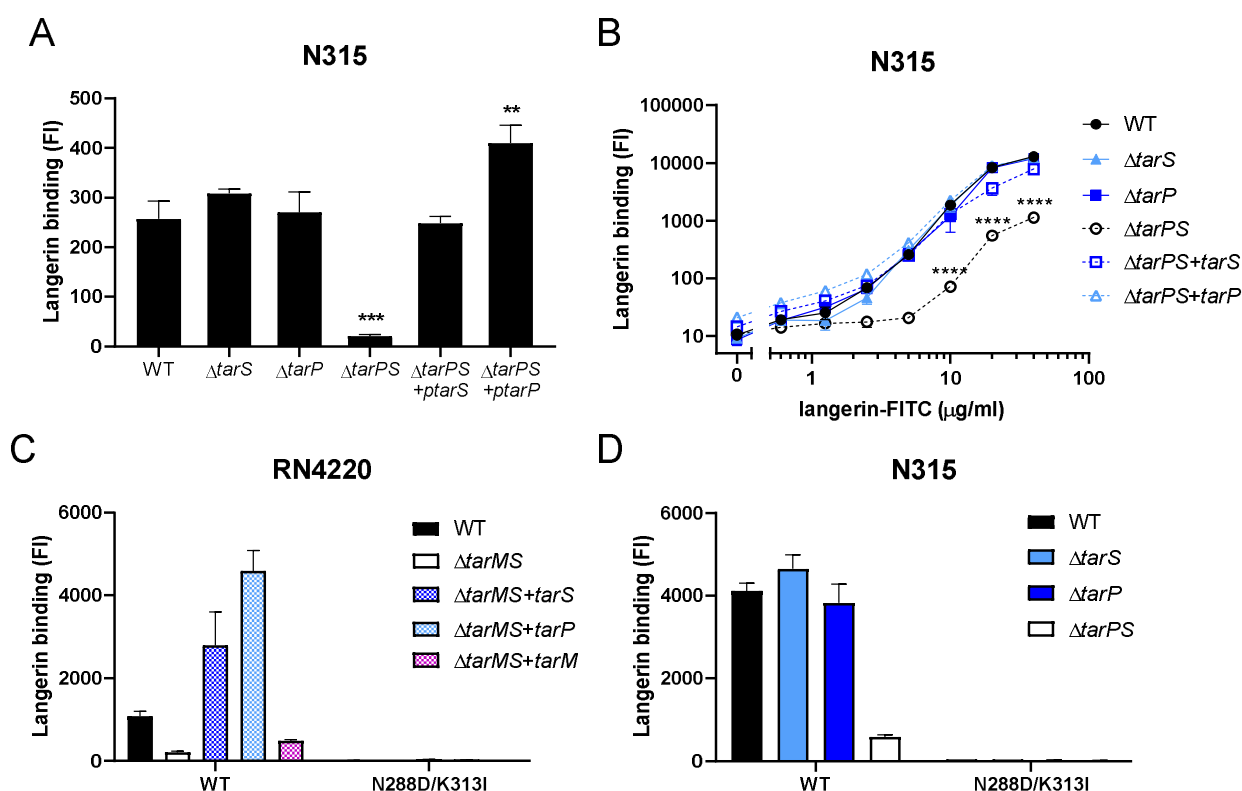 A
N315
Langerin binding (FI)
500
400
300
200
100
0
***
**
WT
ΔtarS
ΔtarP
ΔtarPS
ΔtarPS
+ptarS
ΔtarPS
+ptarP
B
N315
Langerin binding (FI)
100000
10000
1000
100
10
****
****
****
0
1
10
100
langerin-FITC (μg/ml)
WT
ΔtarS
ΔtarP
ΔtarPS
ΔtarPS+tarS
ΔtarPS+tarP
C
RN4220
Langerin binding (FI)
6000
4000
2000
0
WT
N288D/K313I
WT
ΔtarMS
ΔtarMS+tarS
ΔtarMS+tarP
ΔtarMS+tarM
D
N315
Langerin binding (FI)
6000
4000
2000
0
WT
N288D/K313I
WT
ΔtarS
ΔtarP
ΔtarPS